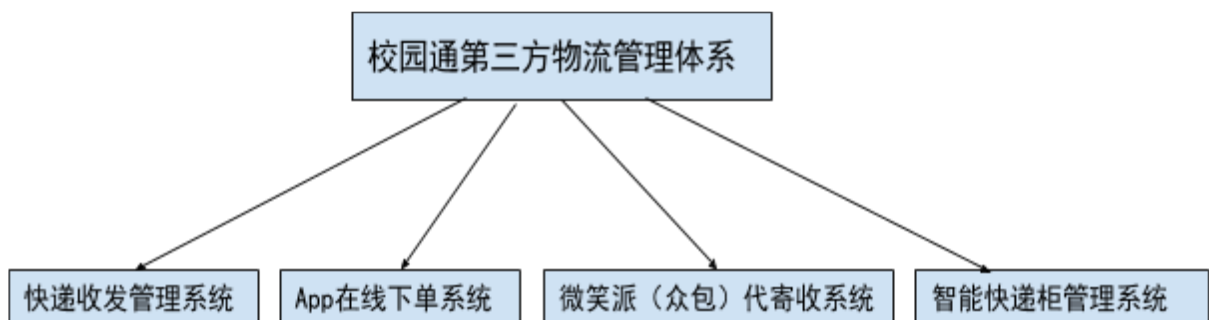 校园通第三方物流管理体系
快递收发管理系统
App在线下单系统
微笑派（众包）代寄收系统
智能快递柜管理系统